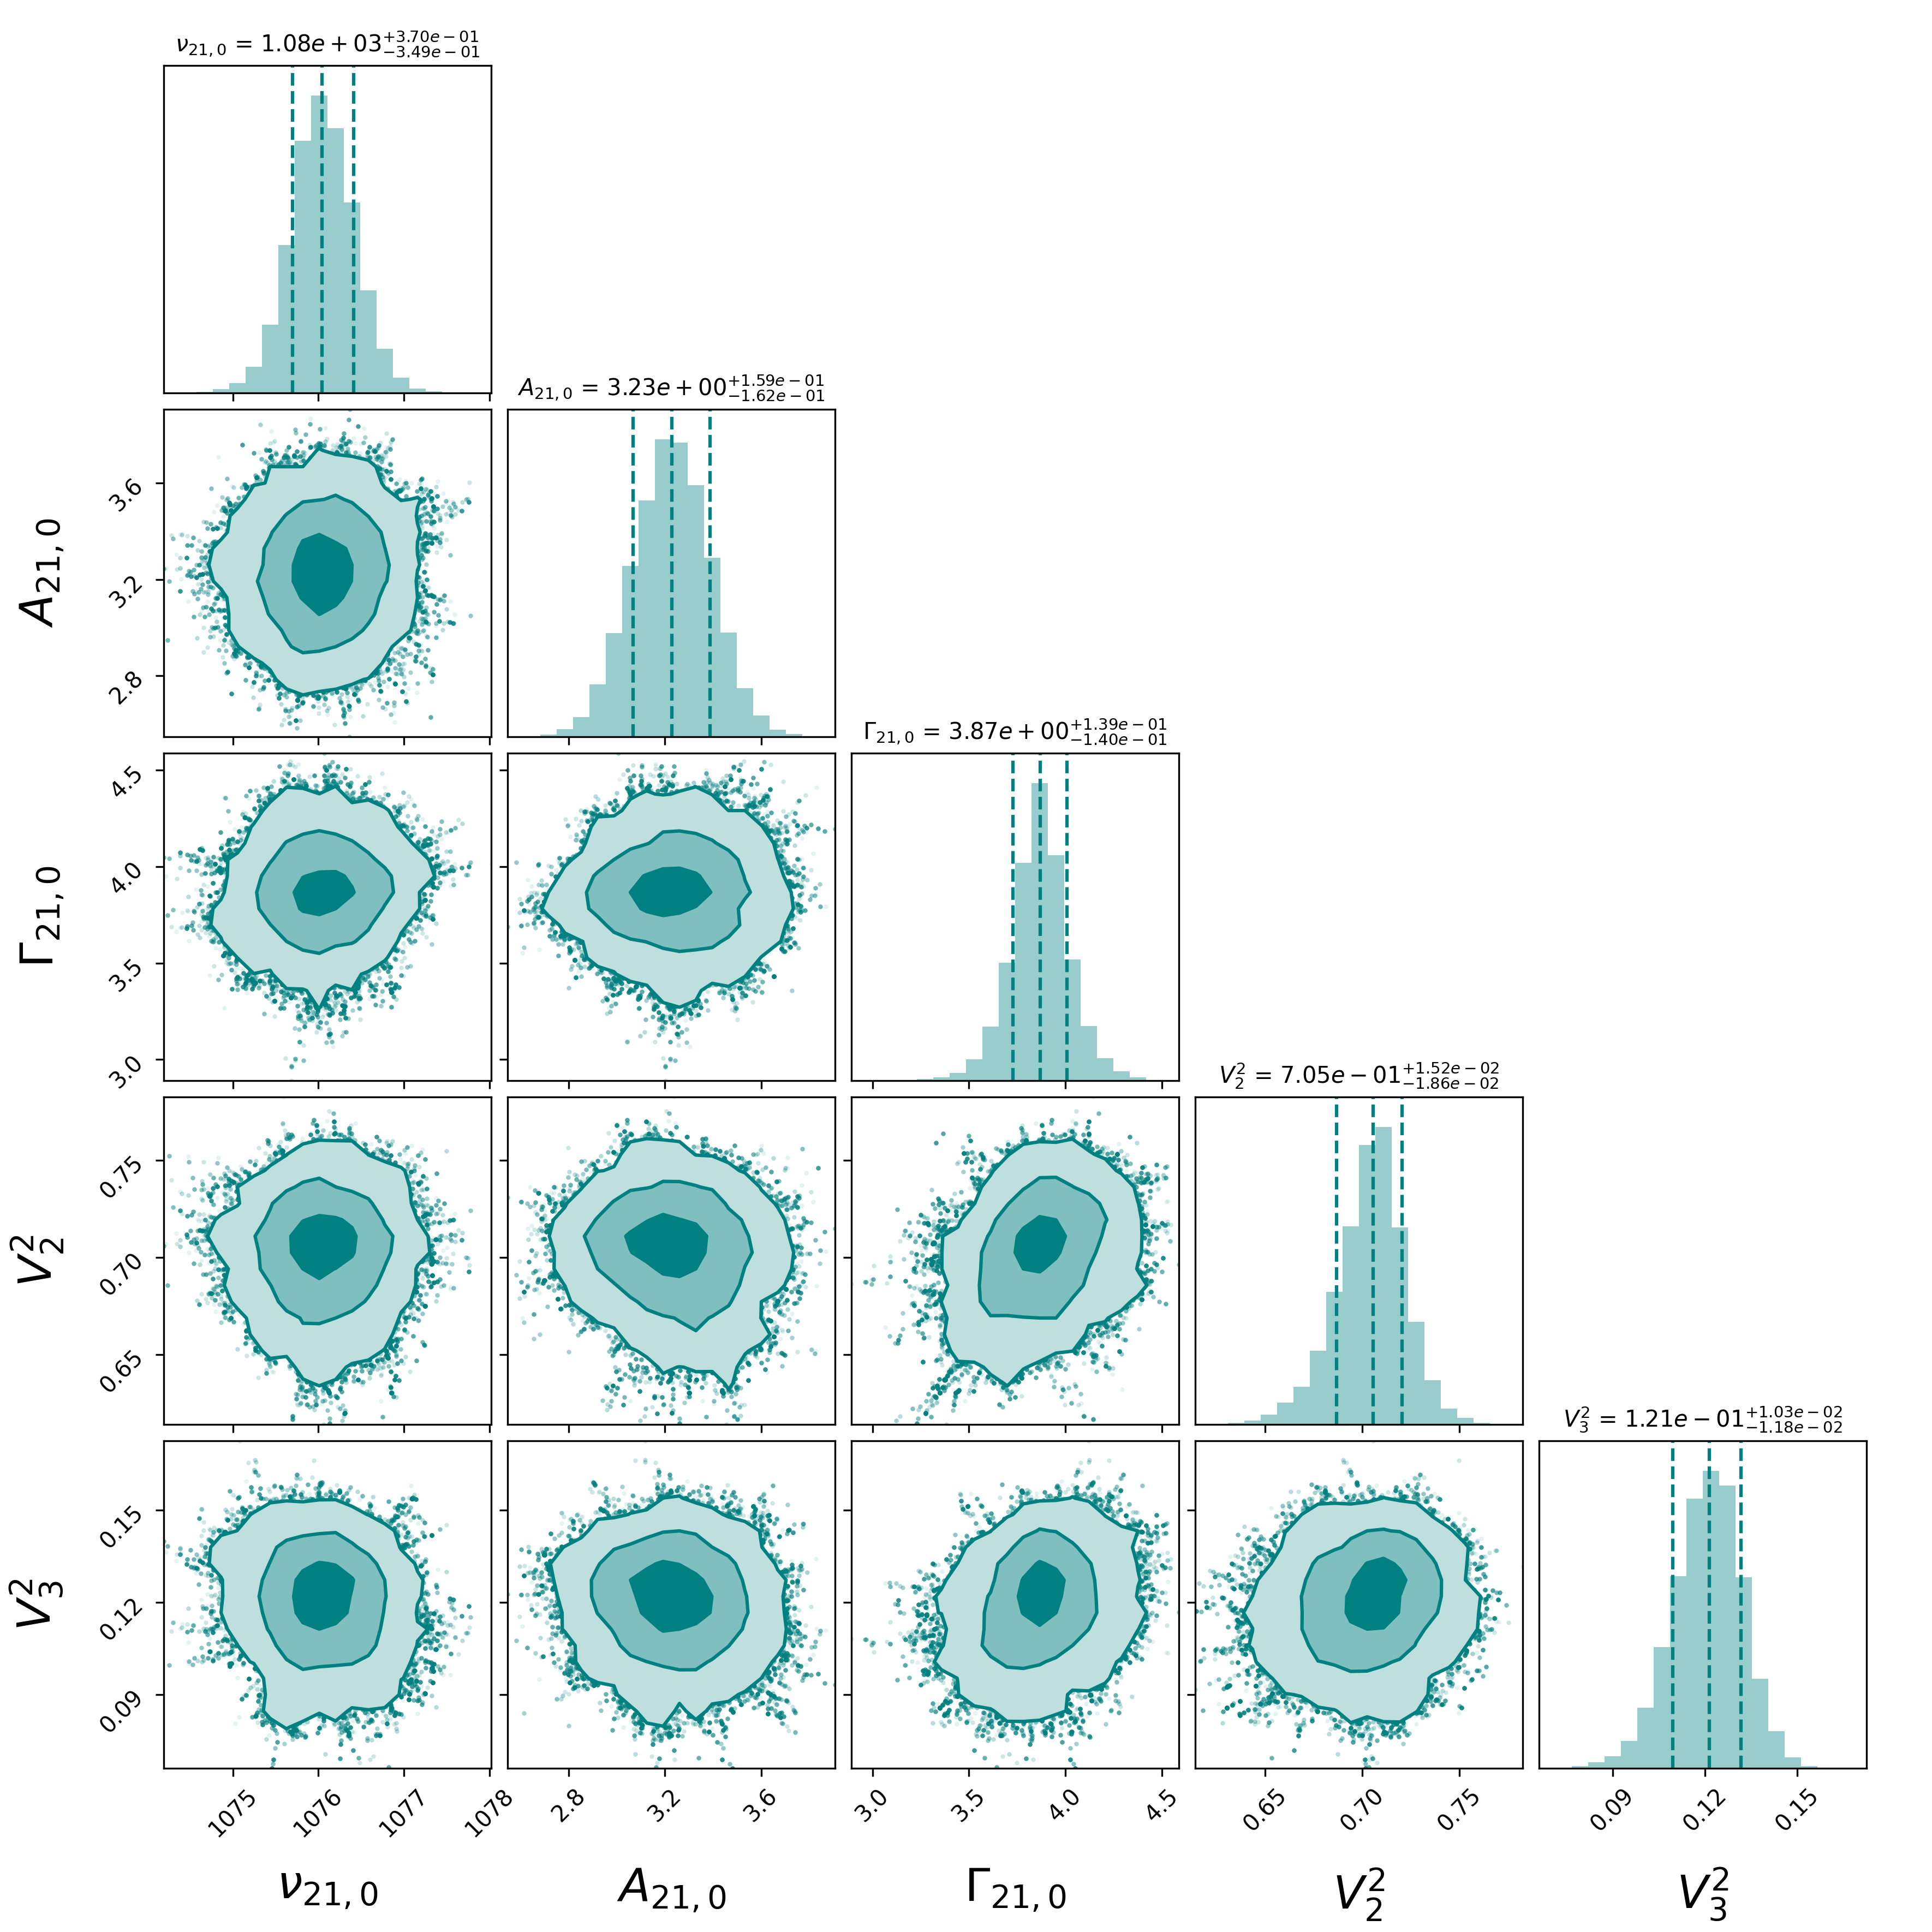 ν₂₁,₀ = 1.08e + 03 +3.70e − 01 −3.49e − 01
A₂₁,₀ = 3.23e + 00 +1.59e − 01 −1.62e − 01
Γ₂₁,₀ = 3.87e + 00 +1.39e − 01 −1.40e − 01
V₂² = 7.05e − 01 +1.52e − 02 −1.86e − 02
V₃² = 1.21e − 01 +1.03e − 02 −1.18e − 02
A₂₁,₀
3.6
3.2
2.8
Γ₂₁,₀
4.5
4.0
3.5
3.0
V₂²
0.75
0.70
0.65
V₃²
0.15
0.12
0.09
1075 1076 1077 1078 2.8 3.2 3.6 3.0 3.5 4.0 4.5 0.65 0.70 0.75 0.09 0.12 0.15
ν₂₁,₀ A₂₁,₀ Γ₂₁,₀ V₂² V₃²